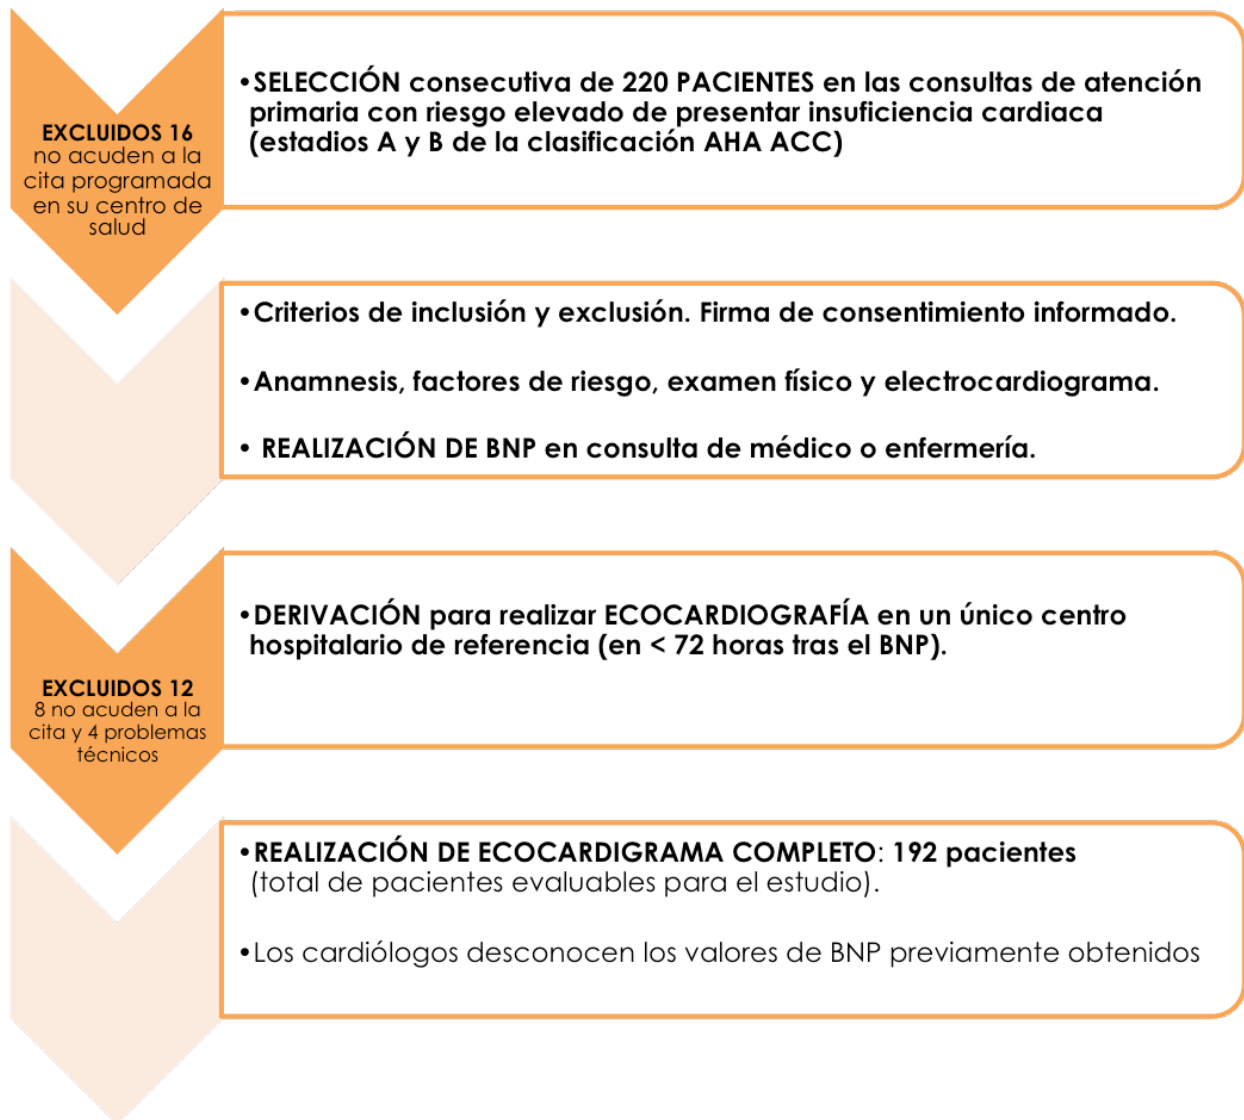 EXCLUIDOS 16
no acuden a la
cita programada
en su centro de
salud
•SELECCIÓN consecutiva de 220 PACIENTES en las consultas de atención
primaria con riesgo elevado de presentar insuficiencia cardiaca
(estadios A y B de la clasificación AHA ACC)
•Criterios de inclusión y exclusión. Firma de consentimiento informado.
•Anamnesis, factores de riesgo, examen físico y electrocardiograma.
• REALIZACIÓN DE BNP en consulta de médico o enfermería.
EXCLUIDOS 12
8 no acuden a la
cita y 4 problemas
técnicos
•DERIVACIÓN para realizar ECOCARDIOGRAFÍA en un único centro
hospitalario de referencia (en < 72 horas tras el BNP).
•REALIZACIÓN DE ECOCARDIGRAMA COMPLETO: 192 pacientes
(total de pacientes evaluables para el estudio).
•Los cardiólogos desconocen los valores de BNP previamente obtenidos